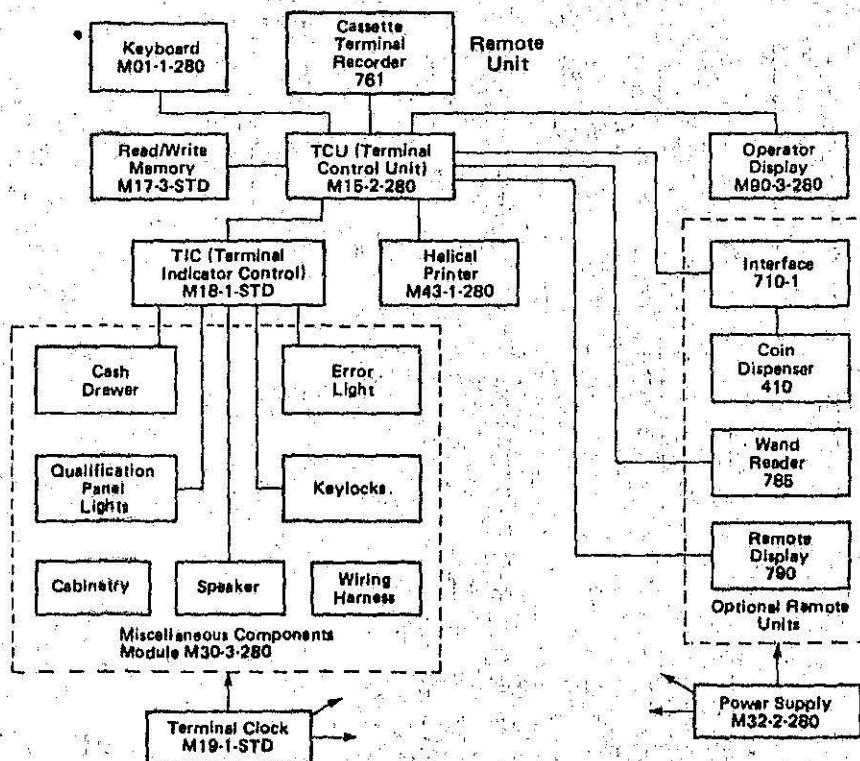 Keyboard
M01-1-280
Cassette
Terminal
Recorder
761
Remote
Unit
Read/Write
Memory
M17-3-STD
TCU (Terminal
Control Unit)
M15-2-280
Operator
Display
M90-3-280
TIC (Terminal
Indicator Control)
M18-1-STD
Helical
Printer
M43-1-280
Interface
710-1
Coin
Dispenser
410
Wand
Reader
785
Remote
Display
790
Optional Remote
Units
Cash
Drawer
Error
Light
Qualification
Panel
Lights
Keylocks
Cabinetry
Speaker
Wiring
Harness
Miscellaneous Components
Module M30-3-280
Terminal Clock
M19-1-STD
Power Supply
M32-2-280